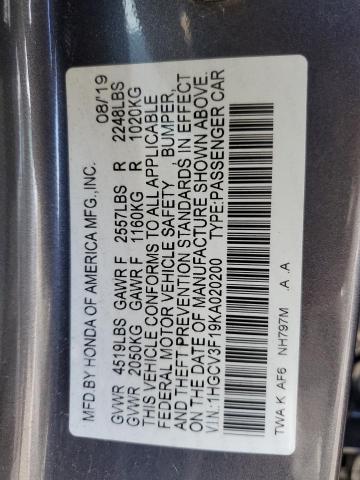 MFD.BY HONDA OF AMERICA MFG.,INC. 08/19
GVWR 4519LBS GAWR F 2557LBS R 2248LBS
GVWR 2050KG GAWR F 1160KG R 1020KG
THIS VEHICLE CONFORMS TO ALL APPLICABLE
FEDERAL MOTOR VEHICLE SAFETY , BUMPER,
AND THEFT PREVENTION STANDARDS IN EFFECT
ON THE DATE OF MANUFACTURE SHOWN ABOVE.
V.I.N.:1HGCV3F19KA020200 TYPE:PASSENGER CAR
TWA K AF6 NH797M .A .A